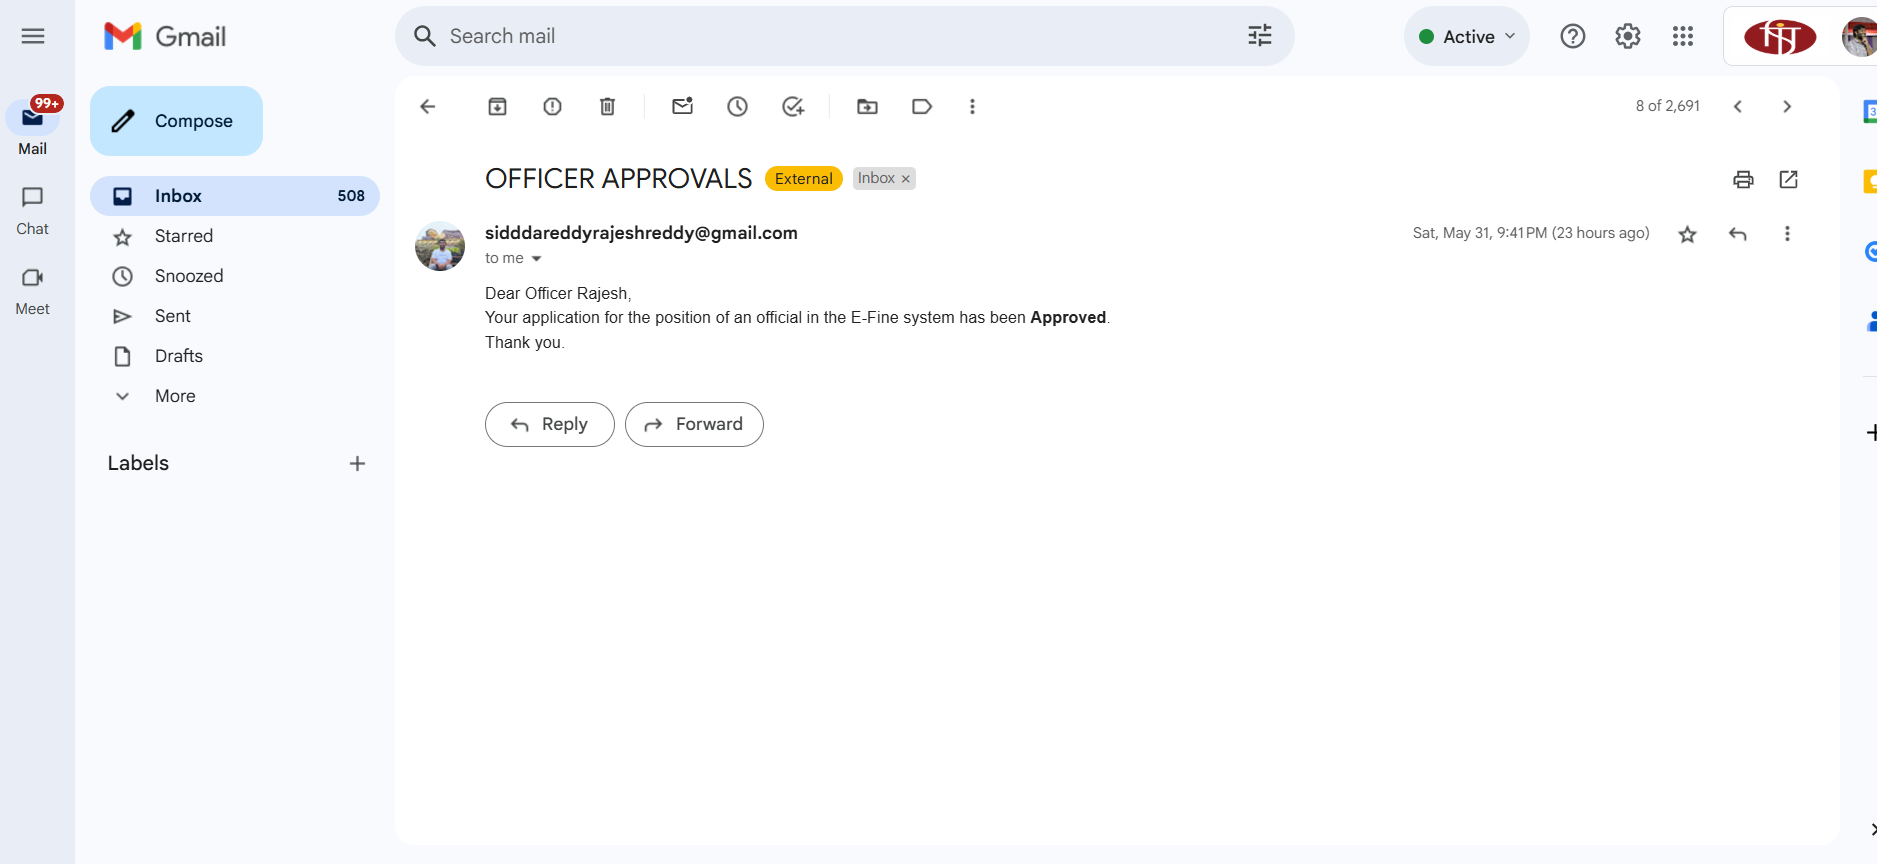 Gmail
Search mail
Active
99+
Mail
Compose
8 of 2,691
OFFICER APPROVALS External Inbox ×
Inbox 508
Chat
Starred
sidddareddyrajeshreddy@gmail.com
Sat, May 31, 9:41 PM (23 hours ago)
to me
Snoozed
Meet
Dear Officer Rajesh,
Your application for the position of an official in the E-Fine system has been Approved.
Thank you.
Sent
Drafts
More
Reply
Forward
Labels